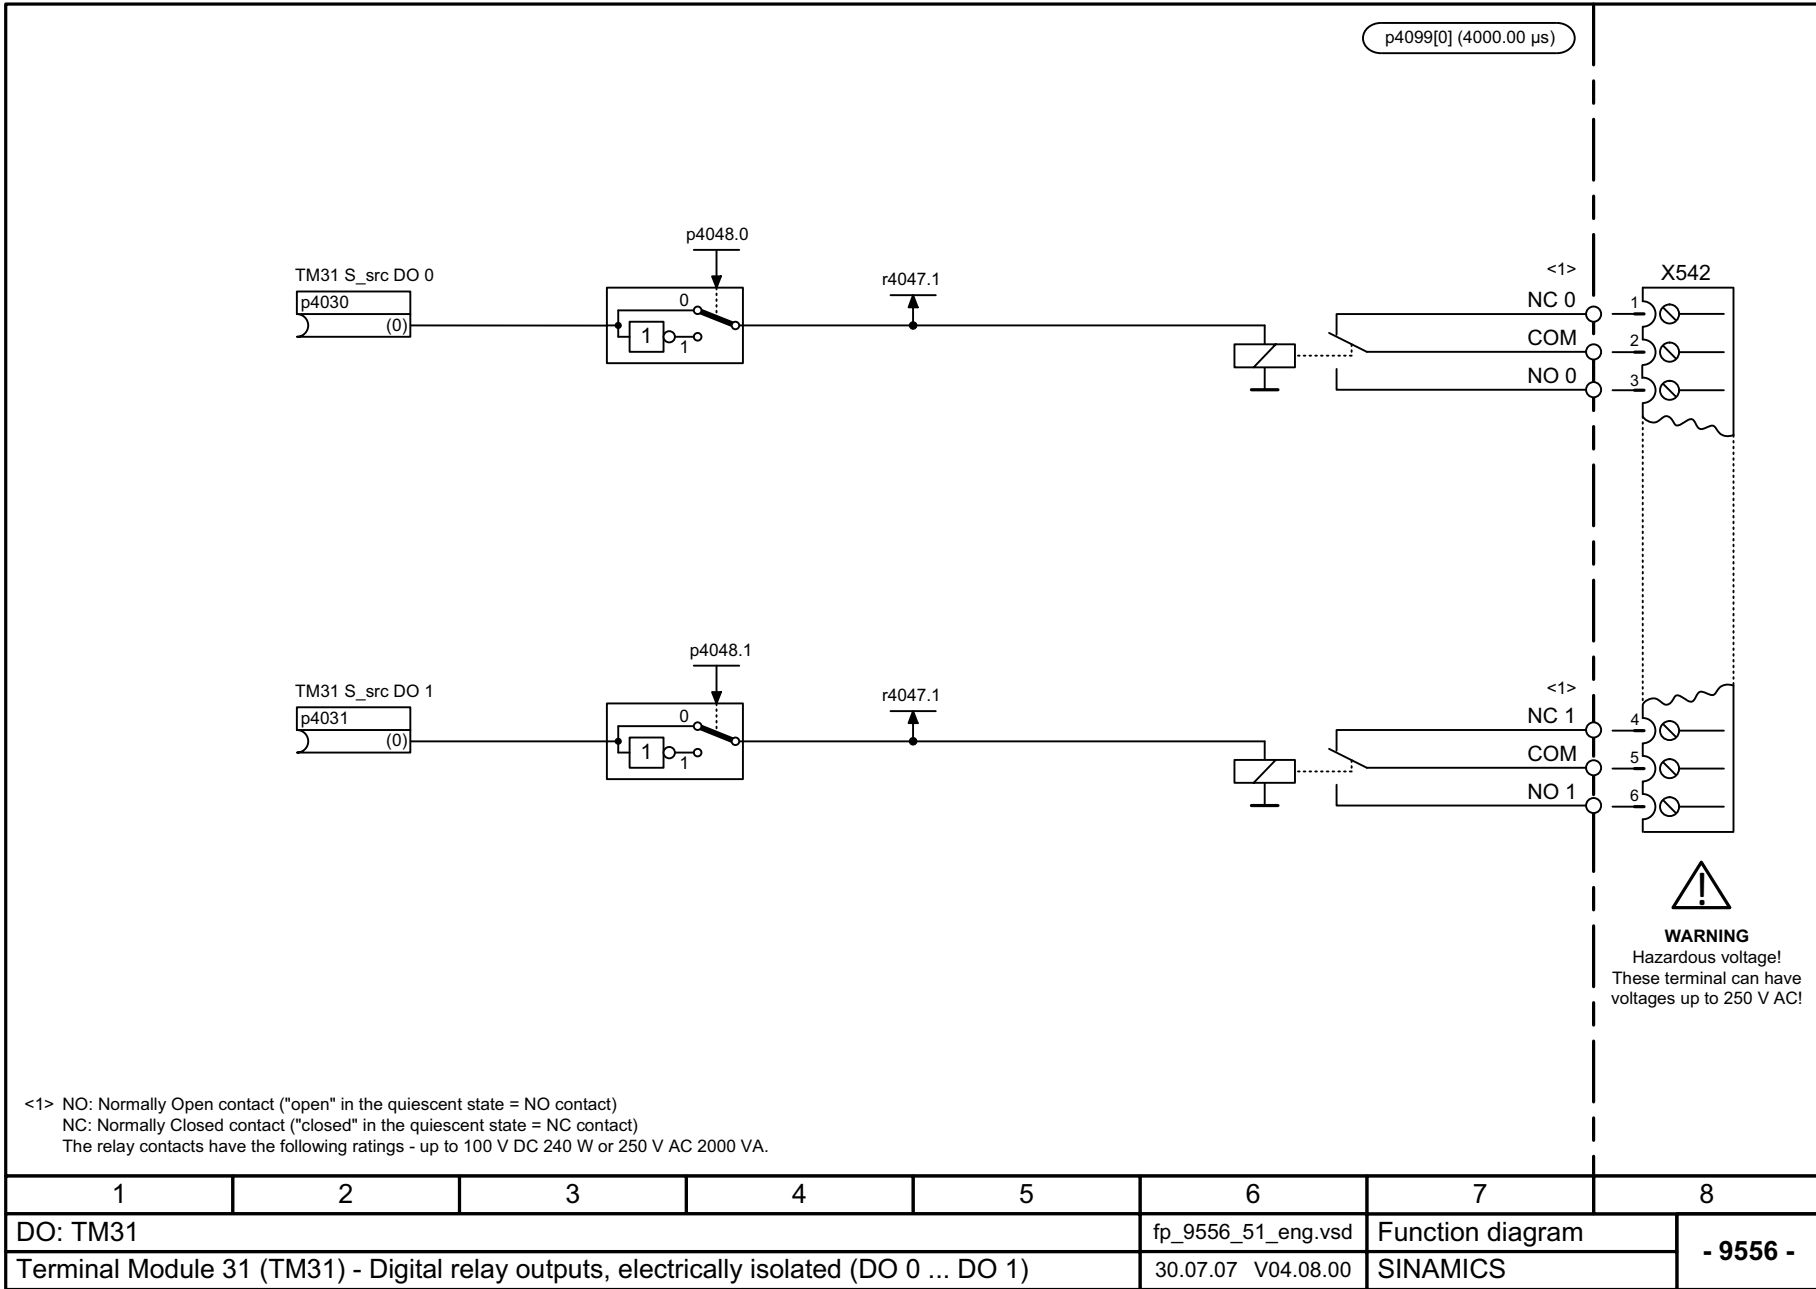 p4099[0] (4000.00 µs)
p4048.0
TM31 S_src DO 0
p4030
(0)
0
1
1
r4047.1
<1>
NC 0
COM
NO 0
X542
1
2
3
p4048.1
TM31 S_src DO 1
p4031
(0)
0
1
1
r4047.1
<1>
NC 1
COM
NO 1
4
5
6
WARNING
Hazardous voltage!
These terminal can have
voltages up to 250 V AC!
<1> NO: Normally Open contact ("open" in the quiescent state = NO contact)
NC: Normally Closed contact ("closed" in the quiescent state = NC contact)
The relay contacts have the following ratings - up to 100 V DC 240 W or 250 V AC 2000 VA.
1 2 3 4 5 6 7 8
DO: TM31
fp_9556_51_eng.vsd
Function diagram
- 9556 -
Terminal Module 31 (TM31) - Digital relay outputs, electrically isolated (DO 0 ... DO 1)
30.07.07 V04.08.00
SINAMICS